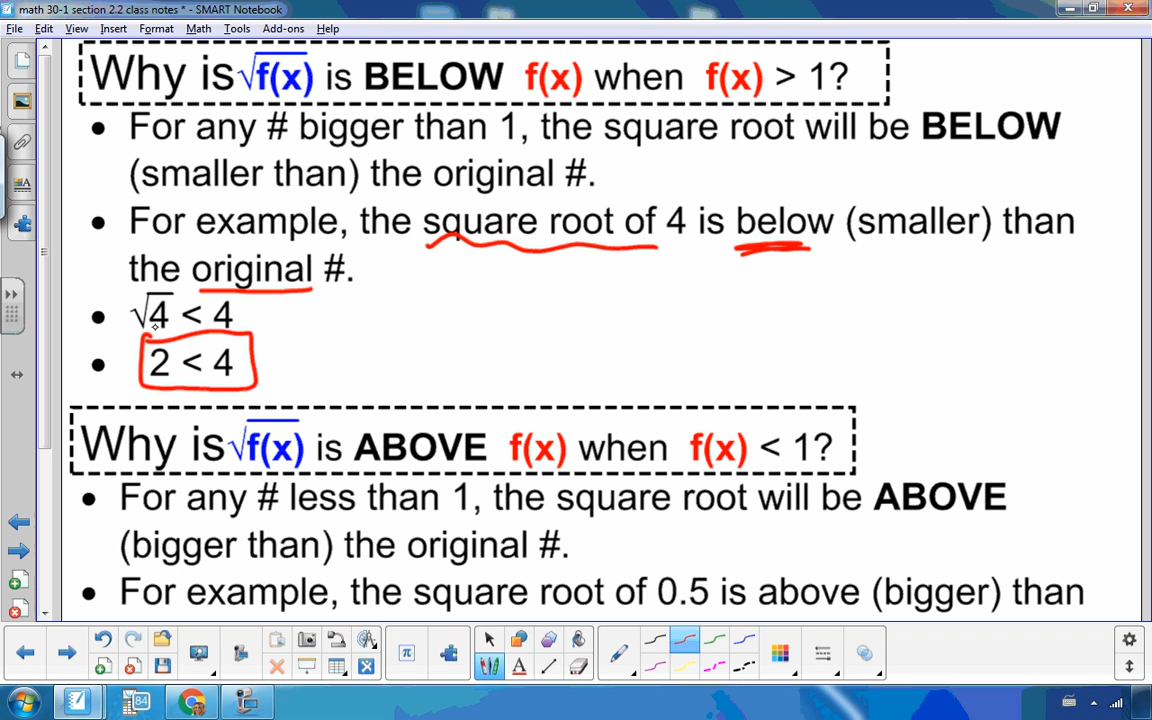 math 30-1 section 2.2 class notes * - SMART Notebook
File Edit View Insert Format Math Tools Add-ons Help
Why is √f(x) is BELOW f(x) when f(x) > 1?
• For any # bigger than 1, the square root will be BELOW
(smaller than) the original #.
• For example, the square root of 4 is below (smaller) than
the original #.
• √4 < 4
• 2 < 4
Why is √f(x) is ABOVE f(x) when f(x) < 1?
• For any # less than 1, the square root will be ABOVE
(bigger than) the original #.
• For example, the square root of 0.5 is above (bigger) than
π
A
84